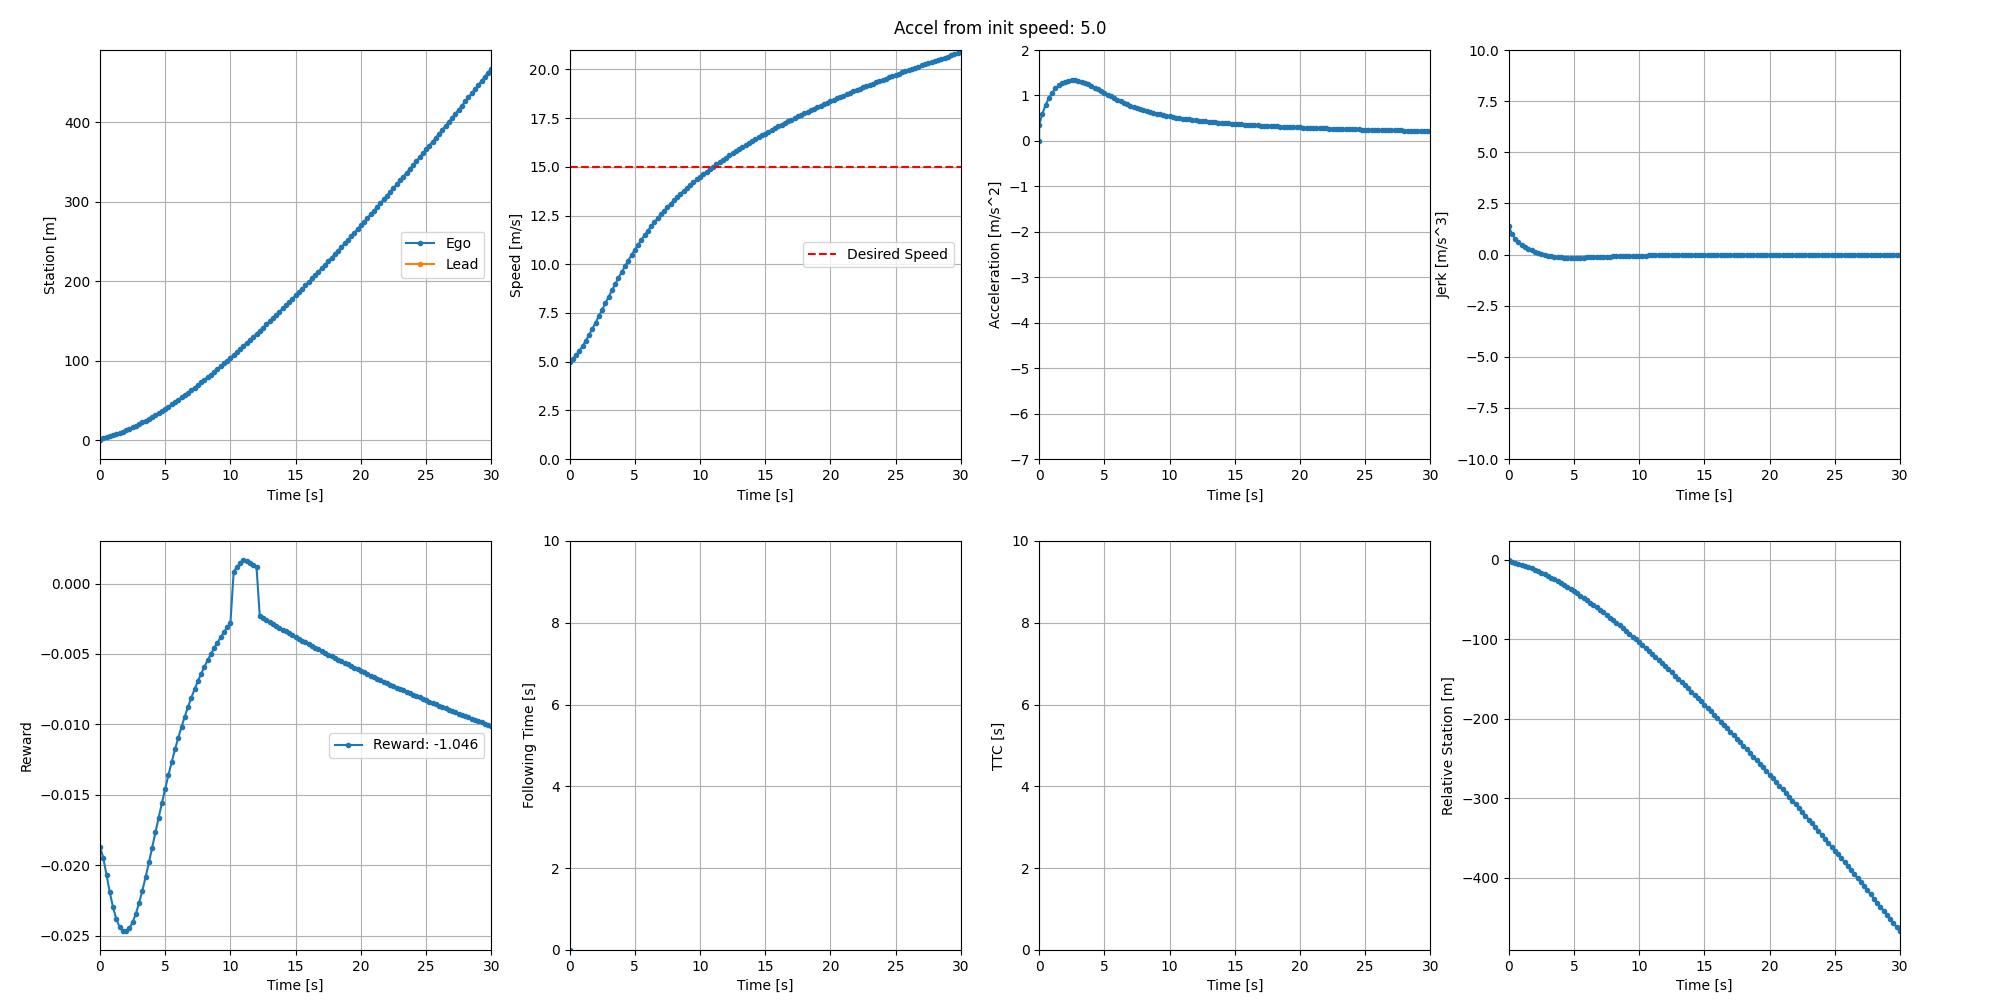 Accel from init speed: 5.0
Station [m]
400
300
200
100
0
Ego
Lead
0 5 10 15 20 25 30
Time [s]
Speed [m/s]
20.0
17.5
15.0
12.5
10.0
7.5
5.0
2.5
0.0
Desired Speed
0 5 10 15 20 25 30
Time [s]
Acceleration [m/s^2]
2
1
0
−1
−2
−3
−4
−5
−6
−7
0 5 10 15 20 25 30
Time [s]
Jerk [m/s^3]
10.0
7.5
5.0
2.5
0.0
−2.5
−5.0
−7.5
−10.0
0 5 10 15 20 25 30
Time [s]
Reward
0.000
−0.005
−0.010
−0.015
−0.020
−0.025
Reward: -1.046
0 5 10 15 20 25 30
Time [s]
Following Time [s]
10
8
6
4
2
0
0 5 10 15 20 25 30
Time [s]
TTC [s]
10
8
6
4
2
0
0 5 10 15 20 25 30
Time [s]
Relative Station [m]
0
−100
−200
−300
−400
0 5 10 15 20 25 30
Time [s]